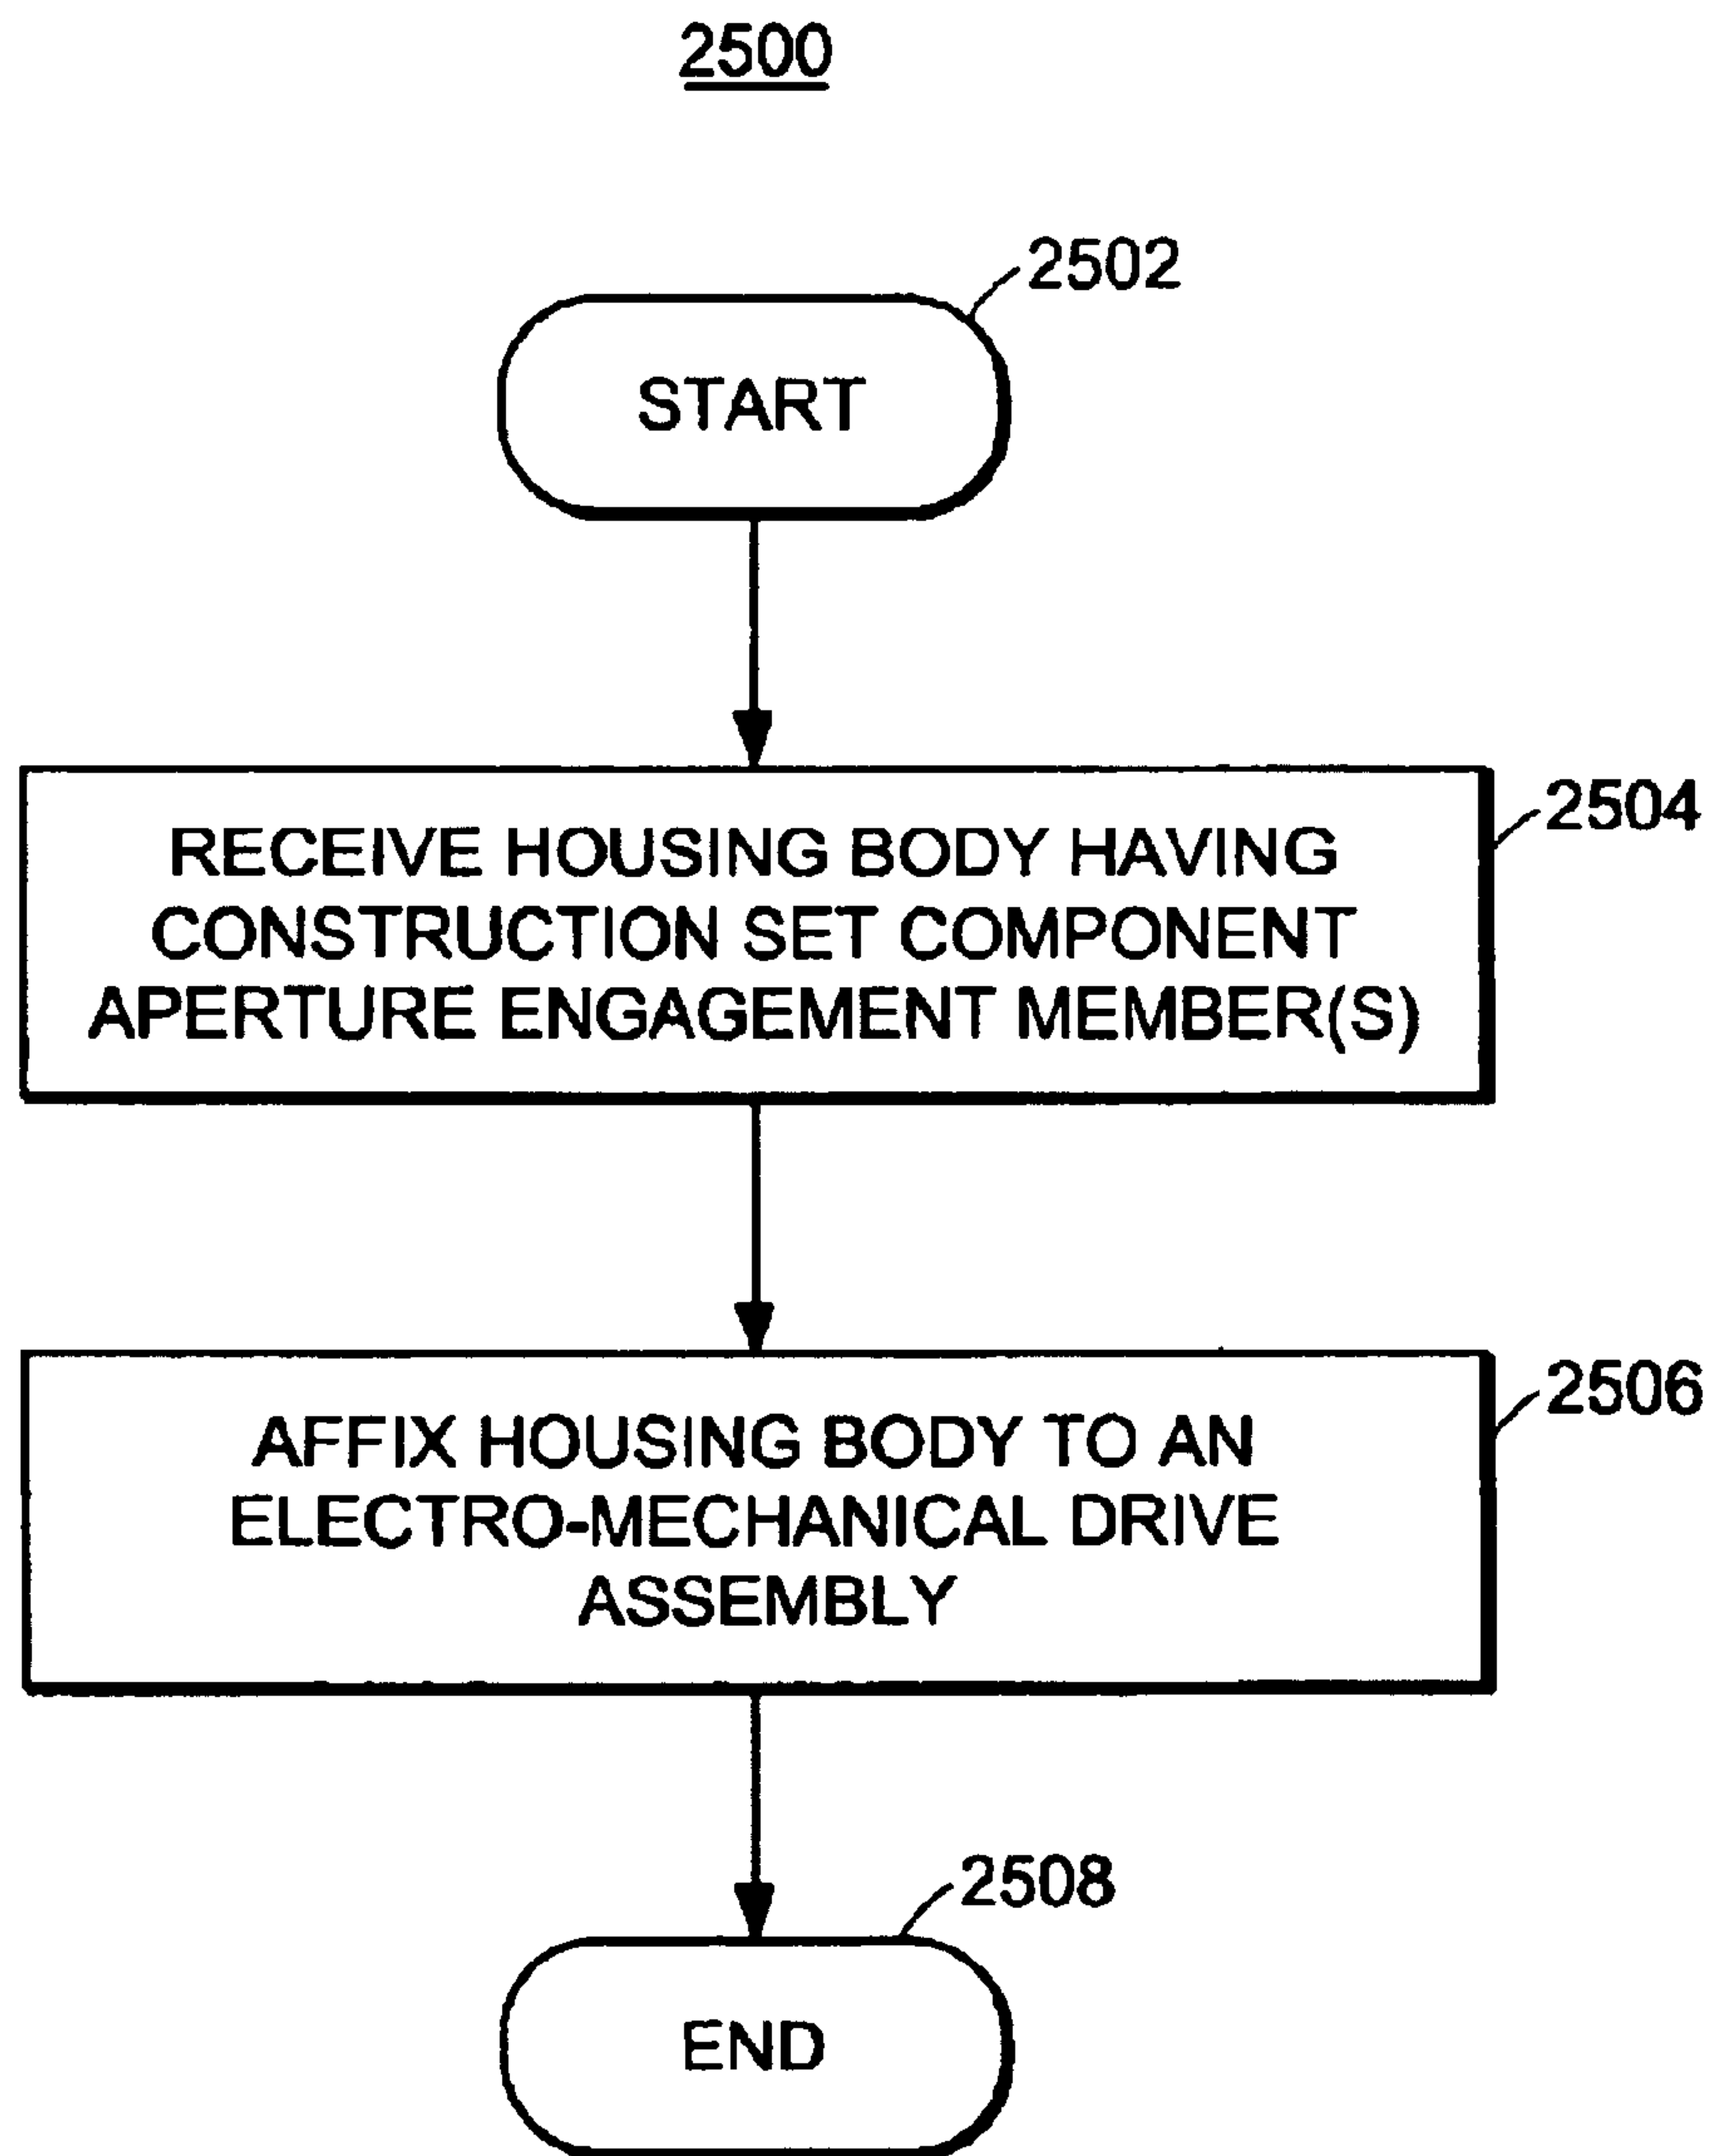 2500
2502
START
2504
RECEIVE HOUSING BODY HAVING
CONSTRUCTION SET COMPONENT
APERTURE ENGAGEMENT MEMBER(S)
2506
AFFIX HOUSING BODY TO AN
ELECTRO-MECHANICAL DRIVE
ASSEMBLY
2508
END